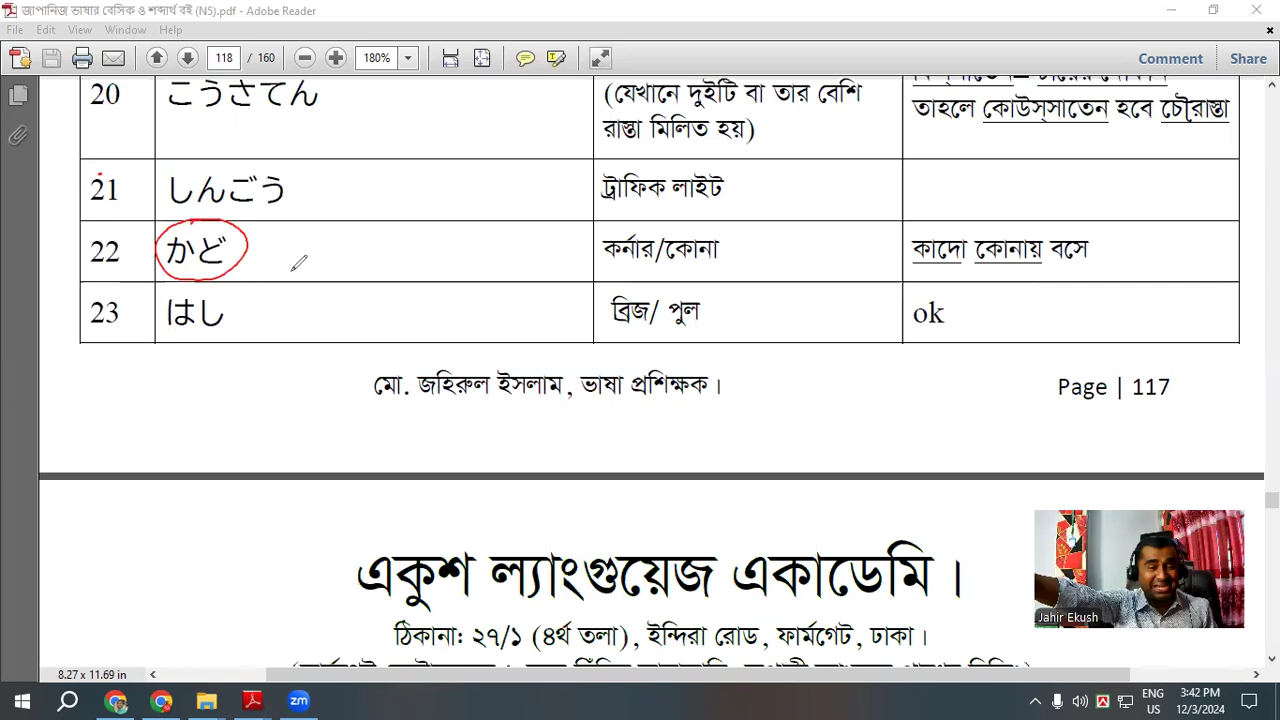 জাপানিজ ভাষার বেসিক ও শব্দার্থ বই (N5).pdf - Adobe Reader
File Edit View Window Help
118 / 160 180% Comment Share
20 こうさてん (যেখানে দুইটি বা তার বেশি
রাস্তা মিলিত হয়) তাহলে কোউস্সাতেন হবে চৌরাস্তা
21 しんごう ট্রাফিক লাইট
22 かど কর্নার/কোনা কাদো কোনায় বসে
23 はし ব্রিজ/ পুল ok
মো. জহিরুল ইসলাম, ভাষা প্রশিক্ষক। Page | 117
একুশ ল্যাংগুয়েজ একাডেমি।
ঠিকানা: ২৭/১ (৪র্থ তলা), ইন্দিরা রোড, ফার্মগেট, ঢাকা।
Jahir Ekush
8.27 x 11.69 in
zm
ENG 3:42 PM
US 12/3/2024